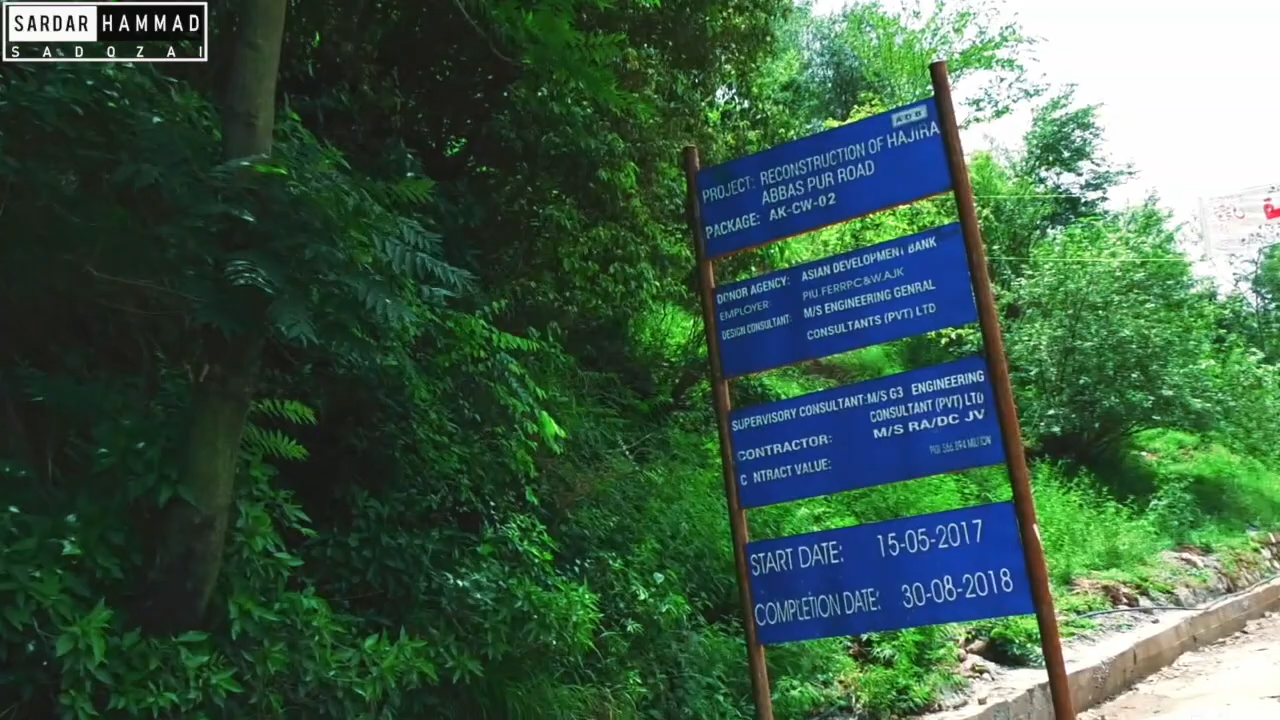 SARDAR HAMMAD
SADOZAI
ADB
PROJECT: RECONSTRUCTION OF HAJIRA
ABBAS PUR ROAD
PACKAGE: AK-CW-02
DONOR AGENCY: ASIAN DEVELOPMENT BANK
EMPLOYER: PIU.FERRP.C&W.AJK
DESIGN CONSULTANT: M/S ENGINEERING GENRAL
CONSULTANTS (PVT) LTD
SUPERVISORY CONSULTANT: M/S G3 ENGINEERING
CONSULTANT (PVT) LTD
CONTRACTOR: M/S RA/DC JV
C NTRACT VALUE:
START DATE: 15-05-2017
COMPLETION DATE: 30-08-2018